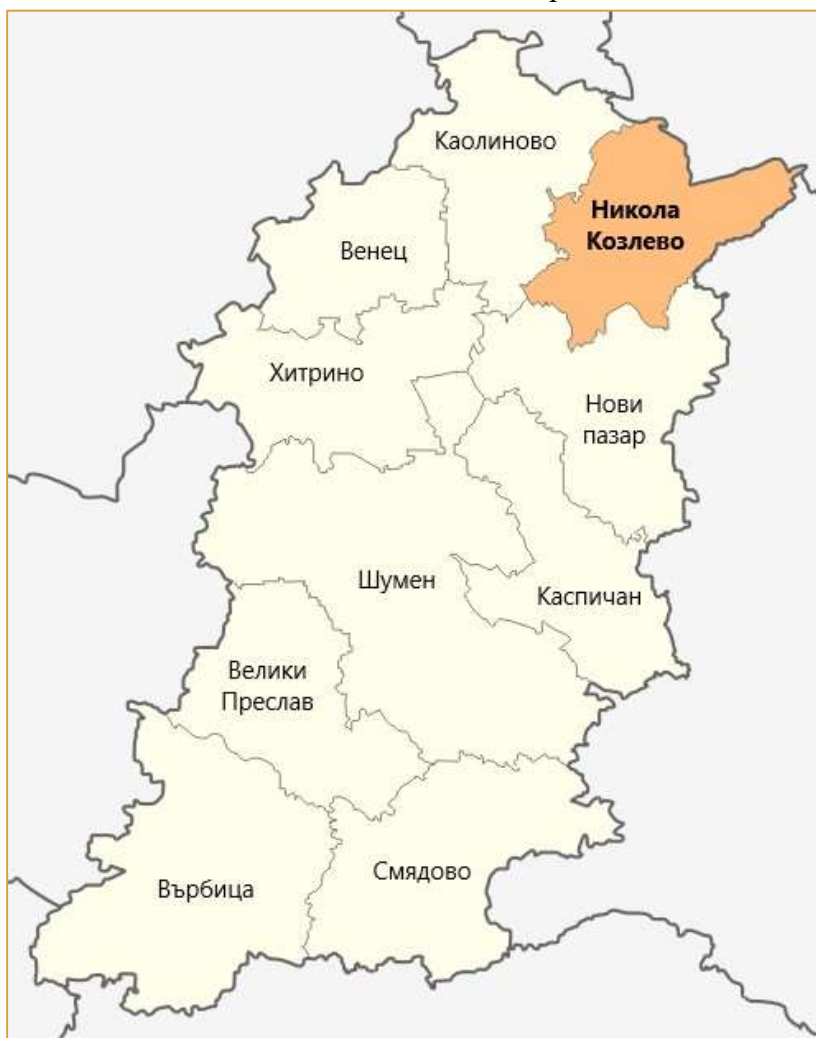 Каолиново
Никола
Козлево
Венец
Хитрино
Нови
пазар
Шумен
Каспичан
Велики
Преслав
Смядово
Върбица